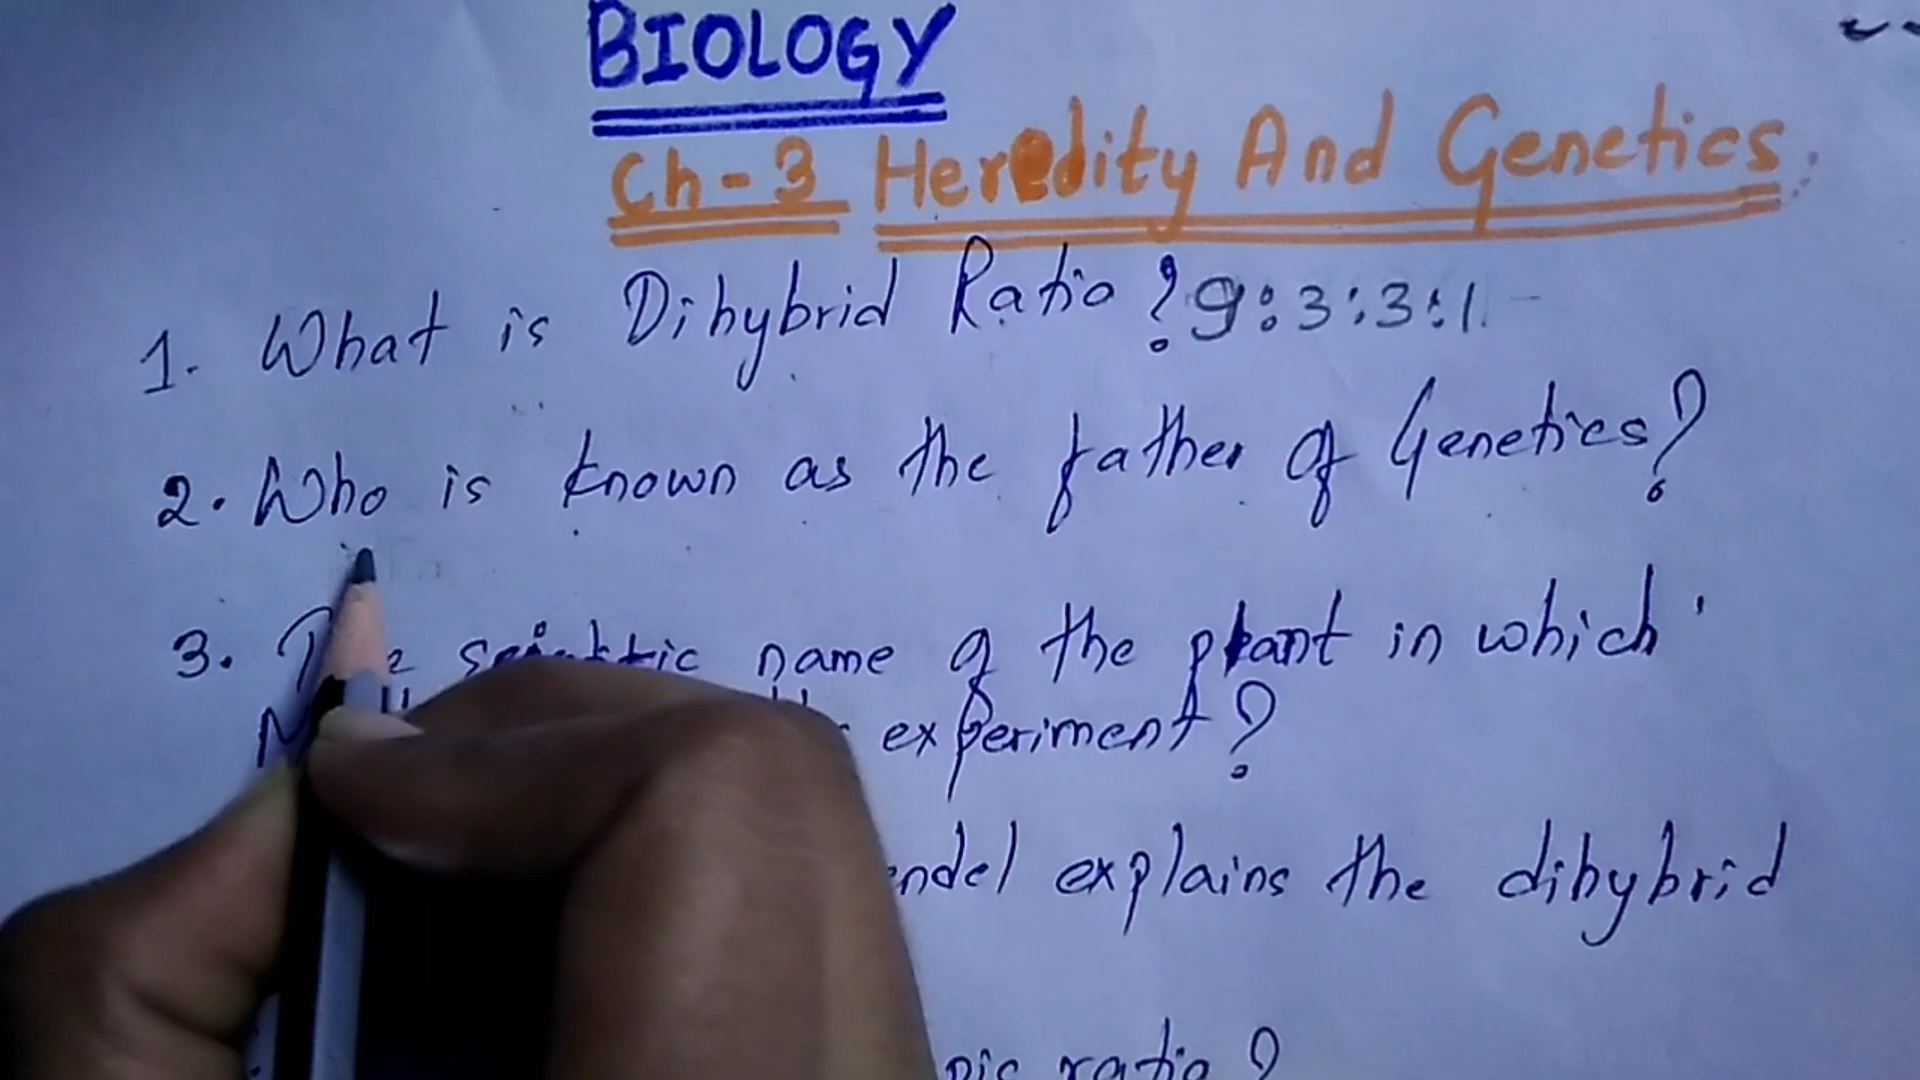 BIOLOGY
Ch-3 Heredity And Genetics
1. What is Dihybrid Ratio? 9:3:3:1
2. Who is known as the father of Genetics?
3. name of the plant in which
experiment?
explains the dihybrid
ratio?